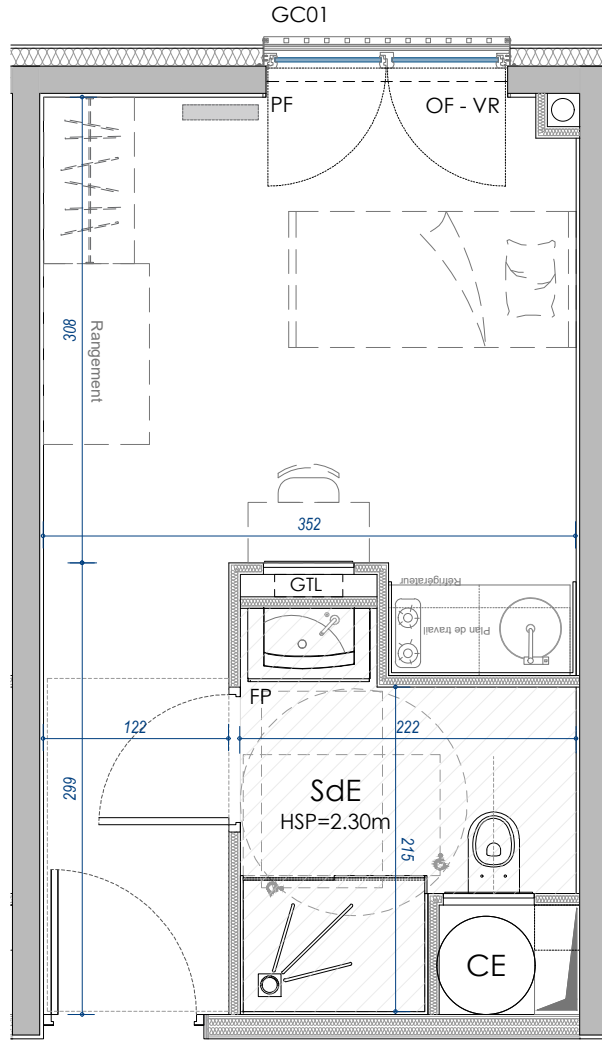 GC01
PF
OF - VR
308
Rangement
352
GTL
Réfrigérateur
Plan de travail
FP
122
222
299
SdE
HSP=2.30m
215
CE